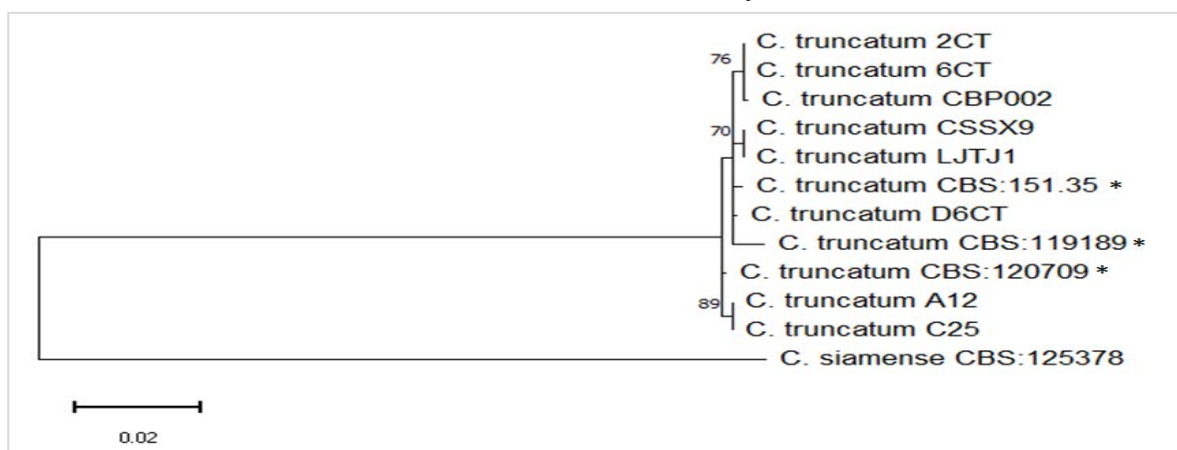 76
C. truncatum 2CT
C. truncatum 6CT
C. truncatum CBP002
70
C. truncatum CSSX9
C. truncatum LJTJ1
C. truncatum CBS:151.35 *
C. truncatum D6CT
C. truncatum CBS:119189 *
C. truncatum CBS:120709 *
89
C. truncatum A12
C. truncatum C25
C. siamense CBS:125378
0.02